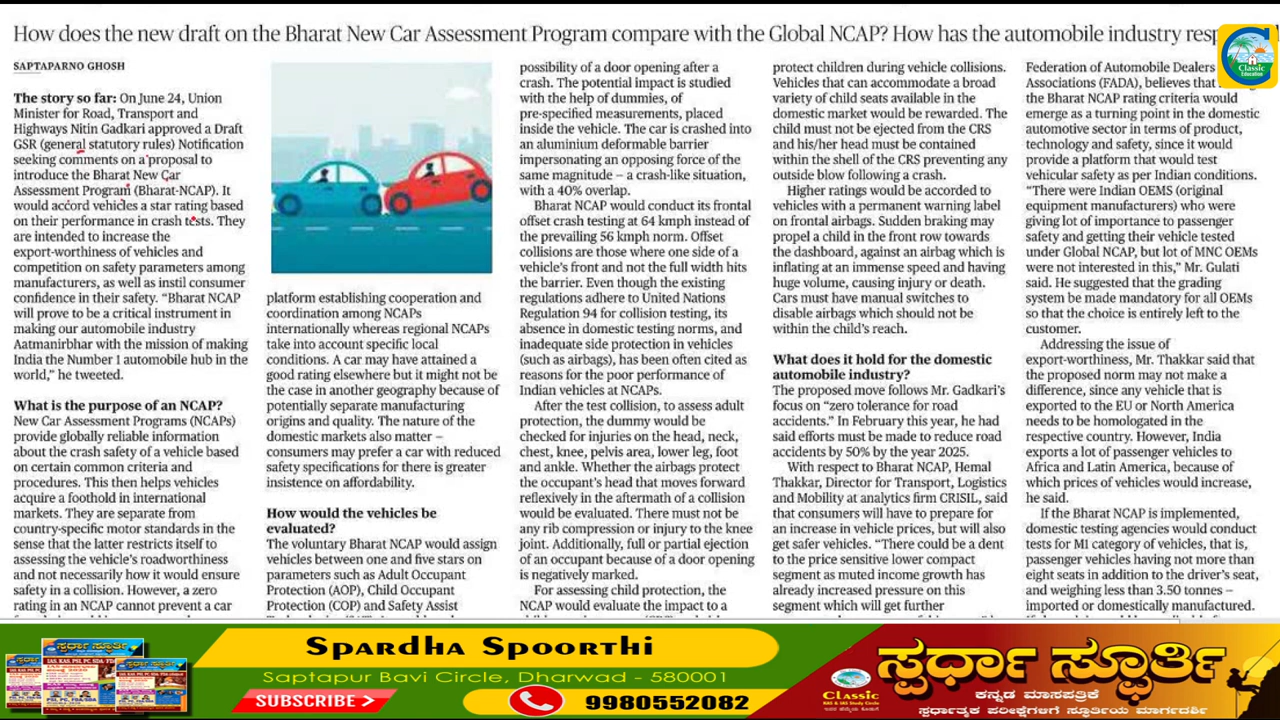 How does the new draft on the Bharat New Car Assessment Program compare with the Global NCAP? How has the automobile industry
SAPTAPARNO GHOSH
The story so far: On June 24, Union
Minister for Road, Transport and
Highways Nitin Gadkari approved a Draft
GSR (general statutory rules) Notification
seeking comments on a proposal to
introduce the Bharat New Car
Assessment Program (Bharat-NCAP). It
would accord vehicles a star rating based
on their performance in crash tests. They
are intended to increase the
export-worthiness of vehicles and
competition on safety parameters among
manufacturers, as well as instil consumer
confidence in their safety. “Bharat NCAP
will prove to be a critical instrument in
making our automobile industry
Aatmanirbhar with the mission of making
India the Number 1 automobile hub in the
world,” he tweeted.
What is the purpose of an NCAP?
New Car Assessment Programs (NCAPs)
provide globally reliable information
about the crash safety of a vehicle based
on certain common criteria and
procedures. This then helps vehicles
acquire a foothold in international
markets. They are separate from
country-specific motor standards in the
sense that the latter restricts itself to
assessing the vehicle's roadworthiness
and not necessarily how it would ensure
safety in a collision. However, a zero
rating in an NCAP cannot prevent a car
platform establishing cooperation and
coordination among NCAPs
internationally whereas regional NCAPs
take into account specific local
conditions. A car may have attained a
good rating elsewhere but it might not be
the case in another geography because of
potentially separate manufacturing
origins and quality. The nature of the
domestic markets also matter –
consumers may prefer a car with reduced
safety specifications for there is greater
insistence on affordability.
How would the vehicles be
evaluated?
The voluntary Bharat NCAP would assign
vehicles between one and five stars on
parameters such as Adult Occupant
Protection (AOP), Child Occupant
Protection (COP) and Safety Assist
possibility of a door opening after a
crash. The potential impact is studied
with the help of dummies, of
pre-specified measurements, placed
inside the vehicle. The car is crashed into
an aluminium deformable barrier
impersonating an opposing force of the
same magnitude – a crash-like situation,
with a 40% overlap.
Bharat NCAP would conduct its frontal
offset crash testing at 64 kmph instead of
the prevailing 56 kmph norm. Offset
collisions are those where one side of a
vehicle's front and not the full width hits
the barrier. Even though the existing
regulations adhere to United Nations
Regulation 94 for collision testing, its
absence in domestic testing norms, and
inadequate side protection in vehicles
(such as airbags), has been often cited as
reasons for the poor performance of
Indian vehicles at NCAPs.
After the test collision, to assess adult
protection, the dummy would be
checked for injuries on the head, neck,
chest, knee, pelvis area, lower leg, foot
and ankle. Whether the airbags protect
the occupant's head that moves forward
reflexively in the aftermath of a collision
would be evaluated. There must not be
any rib compression or injury to the knee
joint. Additionally, full or partial ejection
of an occupant because of a door opening
is negatively marked.
For assessing child protection, the
NCAP would evaluate the impact to a
protect children during vehicle collisions.
Vehicles that can accommodate a broad
variety of child seats available in the
domestic market would be rewarded. The
child must not be ejected from the CRS
and his/her head must be contained
within the shell of the CRS preventing any
outside blow following a crash.
Higher ratings would be accorded to
vehicles with a permanent warning label
on frontal airbags. Sudden braking may
propel a child in the front row towards
the dashboard, against an airbag which is
inflating at an immense speed and having
huge volume, causing injury or death.
Cars must have manual switches to
disable airbags which should not be
within the child's reach.
What does it hold for the domestic
automobile industry?
The proposed move follows Mr. Gadkari's
focus on “zero tolerance for road
accidents.” In February this year, he had
said efforts must be made to reduce road
accidents by 50% by the year 2025.
With respect to Bharat NCAP, Hemal
Thakkar, Director for Transport, Logistics
and Mobility at analytics firm CRISIL, said
that consumers will have to prepare for
an increase in vehicle prices, but will also
get safer vehicles. “There could be a dent
to the price sensitive lower compact
segment as muted income growth has
already increased pressure on this
segment which will get further
Federation of Automobile Dealers
Associations (FADA), believes that
the Bharat NCAP rating criteria would
emerge as a turning point in the domestic
automotive sector in terms of product,
technology and safety, since it would
provide a platform that would test
vehicular safety as per Indian conditions.
“There were Indian OEMS (original
equipment manufacturers) who were
giving lot of importance to passenger
safety and getting their vehicle tested
under Global NCAP, but lot of MNC OEMs
were not interested in this,” Mr. Gulati
said. He suggested that the grading
system be made mandatory for all OEMs
so that the choice is entirely left to the
customer.
Addressing the issue of
export-worthiness, Mr. Thakkar said that
the proposed norm may not make a
difference, since any vehicle that is
exported to the EU or North America
needs to be homologated in the
respective country. However, India
exports a lot of passenger vehicles to
Africa and Latin America, because of
which prices of vehicles would increase,
he said.
If the Bharat NCAP is implemented,
domestic testing agencies would conduct
tests for M1 category of vehicles, that is,
passenger vehicles having not more than
eight seats in addition to the driver's seat,
and weighing less than 3.50 tonnes –
imported or domestically manufactured.
Classic
Education
Spardha Spoorthi
Saptapur Bavi Circle, Dharwad - 580001
SUBSCRIBE
9980552082
Classic
ಸ್ಪರ್ಧಾ ಸ್ಫೂರ್ತಿ
ಕನ್ನಡ ಮಾಸಪತ್ರಿಕೆ
ಸ್ಪರ್ಧಾತ್ಮಕ ಪರೀಕ್ಷೆಗಳಿಗೆ ಸ್ಫೂರ್ತಿಯ ಮಾರ್ಗದರ್ಶಿ